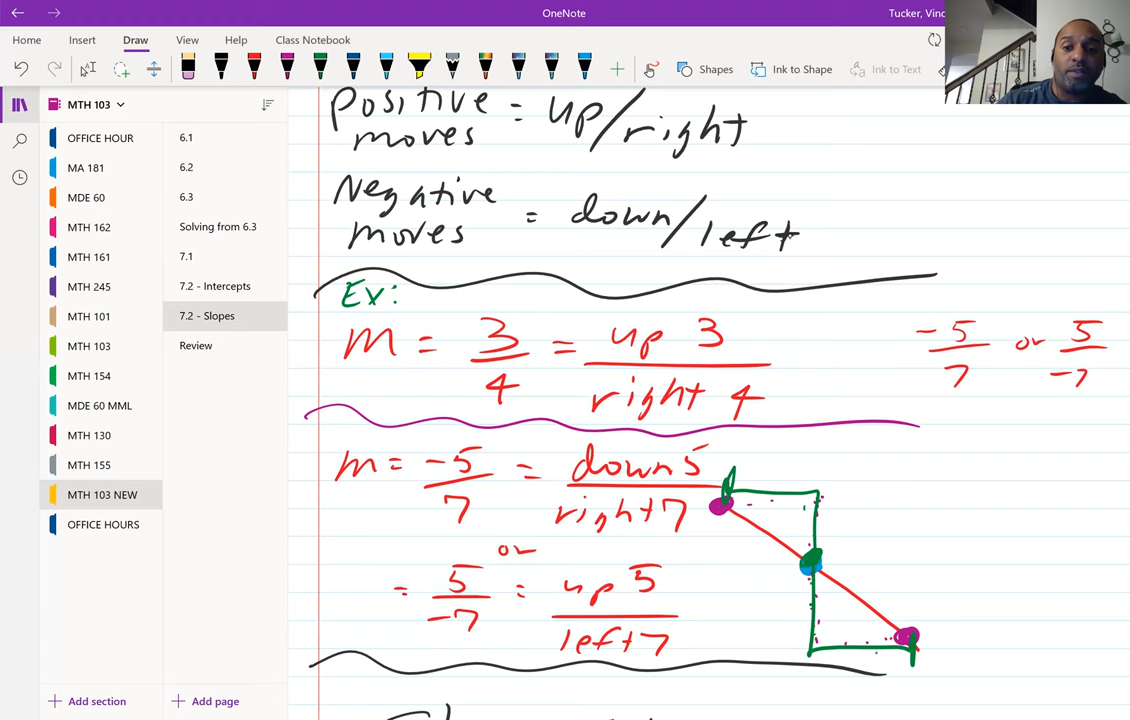 OneNote
Tucker, Vinc
Home Insert Draw View Help Class Notebook
Shapes Ink to Shape Ink to Text
MTH 103
OFFICE HOUR
MA 181
MDE 60
MTH 162
MTH 161
MTH 245
MTH 101
MTH 103
MTH 154
MDE 60 MML
MTH 130
MTH 155
MTH 103 NEW
OFFICE HOURS
Add section
6.1
6.2
6.3
Solving from 6.3
7.1
7.2 - Intercepts
7.2 - Slopes
Review
Add page
Positive moves = up/right
Negative moves = down/left
Ex:
m = 3/4 = up 3/right 4
-5/7 or 5/-7
m = -5/7 = down 5/right 7
or
= 5/-7 = up 5/left 7